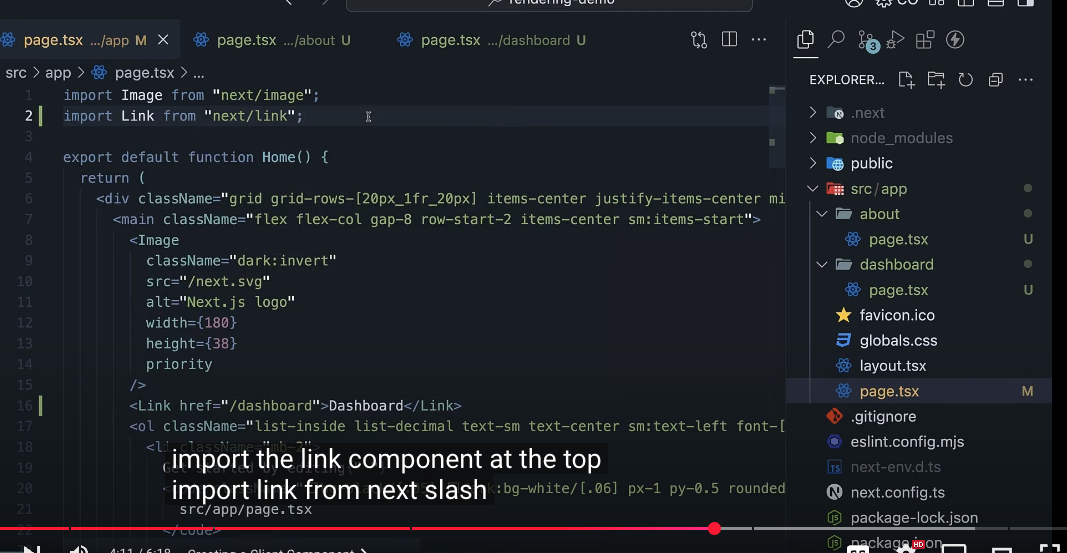 rendering-demo
page.tsx .../app M
page.tsx .../about U
page.tsx .../dashboard U
3
src > app > page.tsx > ...
EXPLORER...
1 import Image from "next/image";
2 import Link from "next/link";
3
4 export default function Home() {
5 return (
6 <div className="grid grid-rows-[20px_1fr_20px] items-center justify-items-center mi
7 <main className="flex flex-col gap-8 row-start-2 items-center sm:items-start">
8 <Image
9 className="dark:invert"
10 src="/next.svg"
11 alt="Next.js logo"
12 width={180}
13 height={38}
14 priority
15 />
16 <Link href="/dashboard">Dashboard</Link>
17 <ol className="list-inside list-decimal text-sm text-center sm:text-left font-[
18 <li className="mb-2">
19 Get started by editing
20 :bg-white/[.06] px-1 py-0.5 rounded
21 src/app/page.tsx
22 </code>
import the link component at the top
import link from next slash
.next
node_modules
public
src/app
about
page.tsx U
dashboard
page.tsx U
favicon.ico
globals.css
layout.tsx
page.tsx M
.gitignore
eslint.config.mjs
next-env.d.ts
next.config.ts
package-lock.json
package.json
4:11 / 6:18 Creating a Client Component >
HD